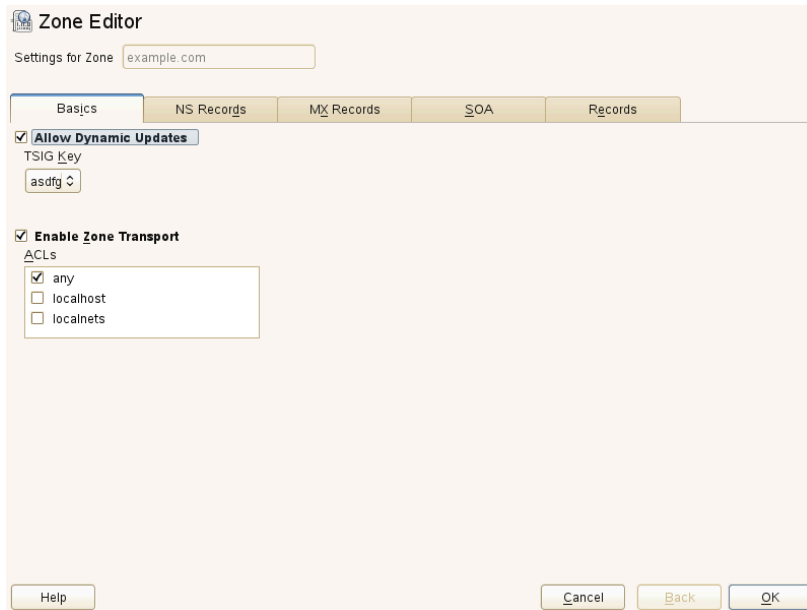 Zone Editor
Settings for Zone example.com
Basics NS Records MX Records SOA Records
Allow Dynamic Updates
TSIG Key
asdfg
Enable Zone Transport
ACLs
any
localhost
localnets
Help Cancel Back OK